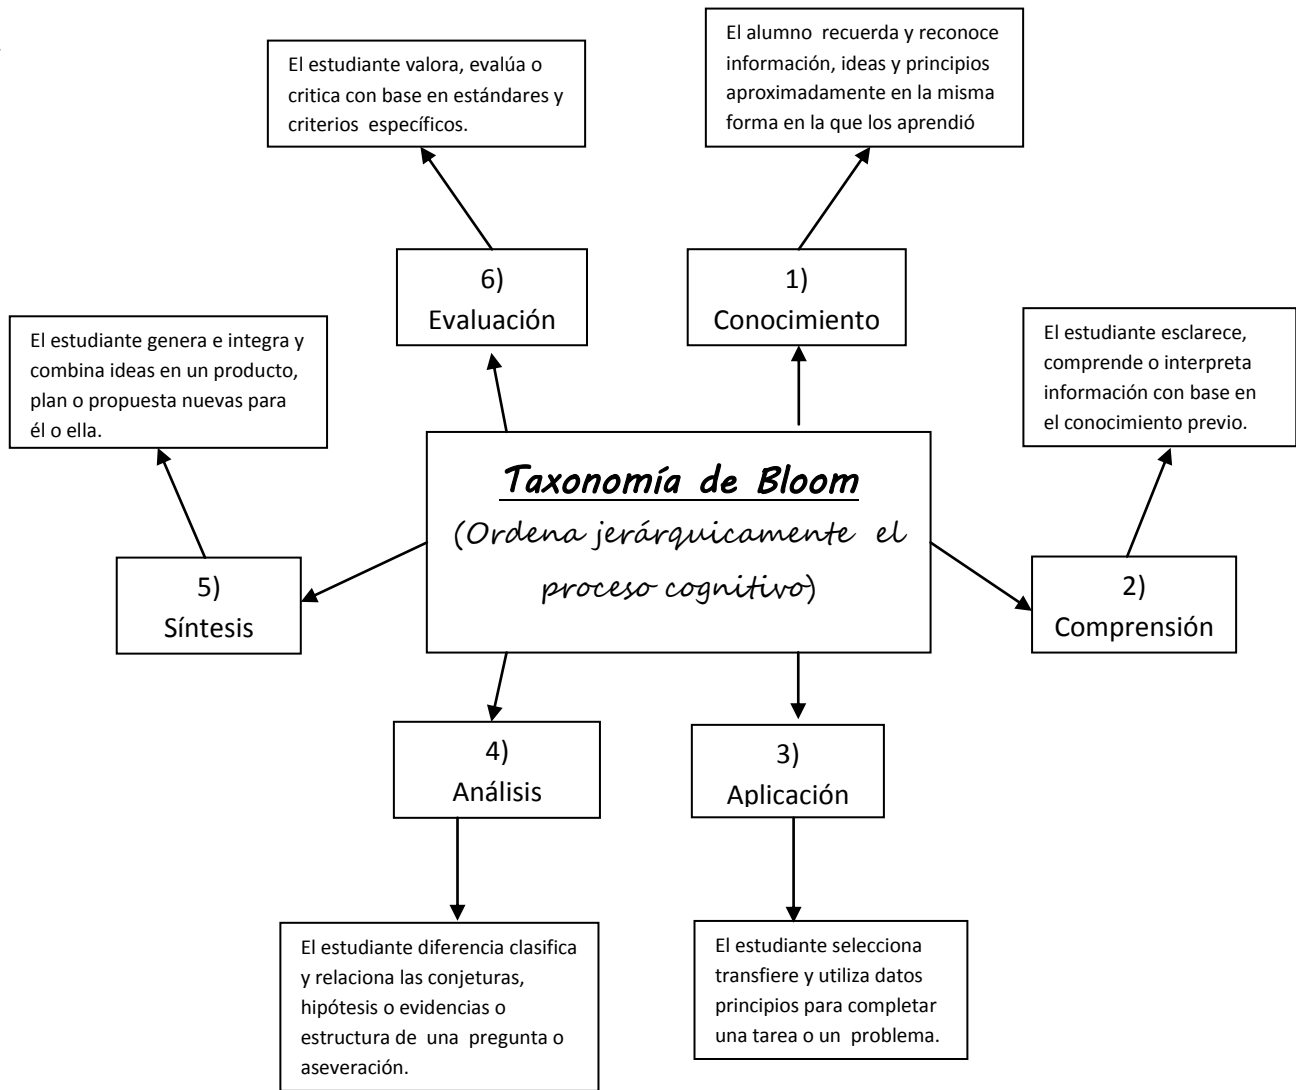 Taxonomía de Bloom
(Ordena jerárquicamente el
proceso cognitivo)
1)
Conocimiento
El alumno recuerda y reconoce
información, ideas y principios
aproximadamente en la misma
forma en la que los aprendió
2)
Comprensión
El estudiante esclarece,
comprende o interpreta
información con base en
el conocimiento previo.
3)
Aplicación
El estudiante selecciona
transfiere y utiliza datos
principios para completar
una tarea o un problema.
4)
Análisis
El estudiante diferencia clasifica
y relaciona las conjeturas,
hipótesis o evidencias o
estructura de una pregunta o
aseveración.
5)
Síntesis
El estudiante genera e integra y
combina ideas en un producto,
plan o propuesta nuevas para
él o ella.
6)
Evaluación
El estudiante valora, evalúa o
critica con base en estándares y
criterios específicos.